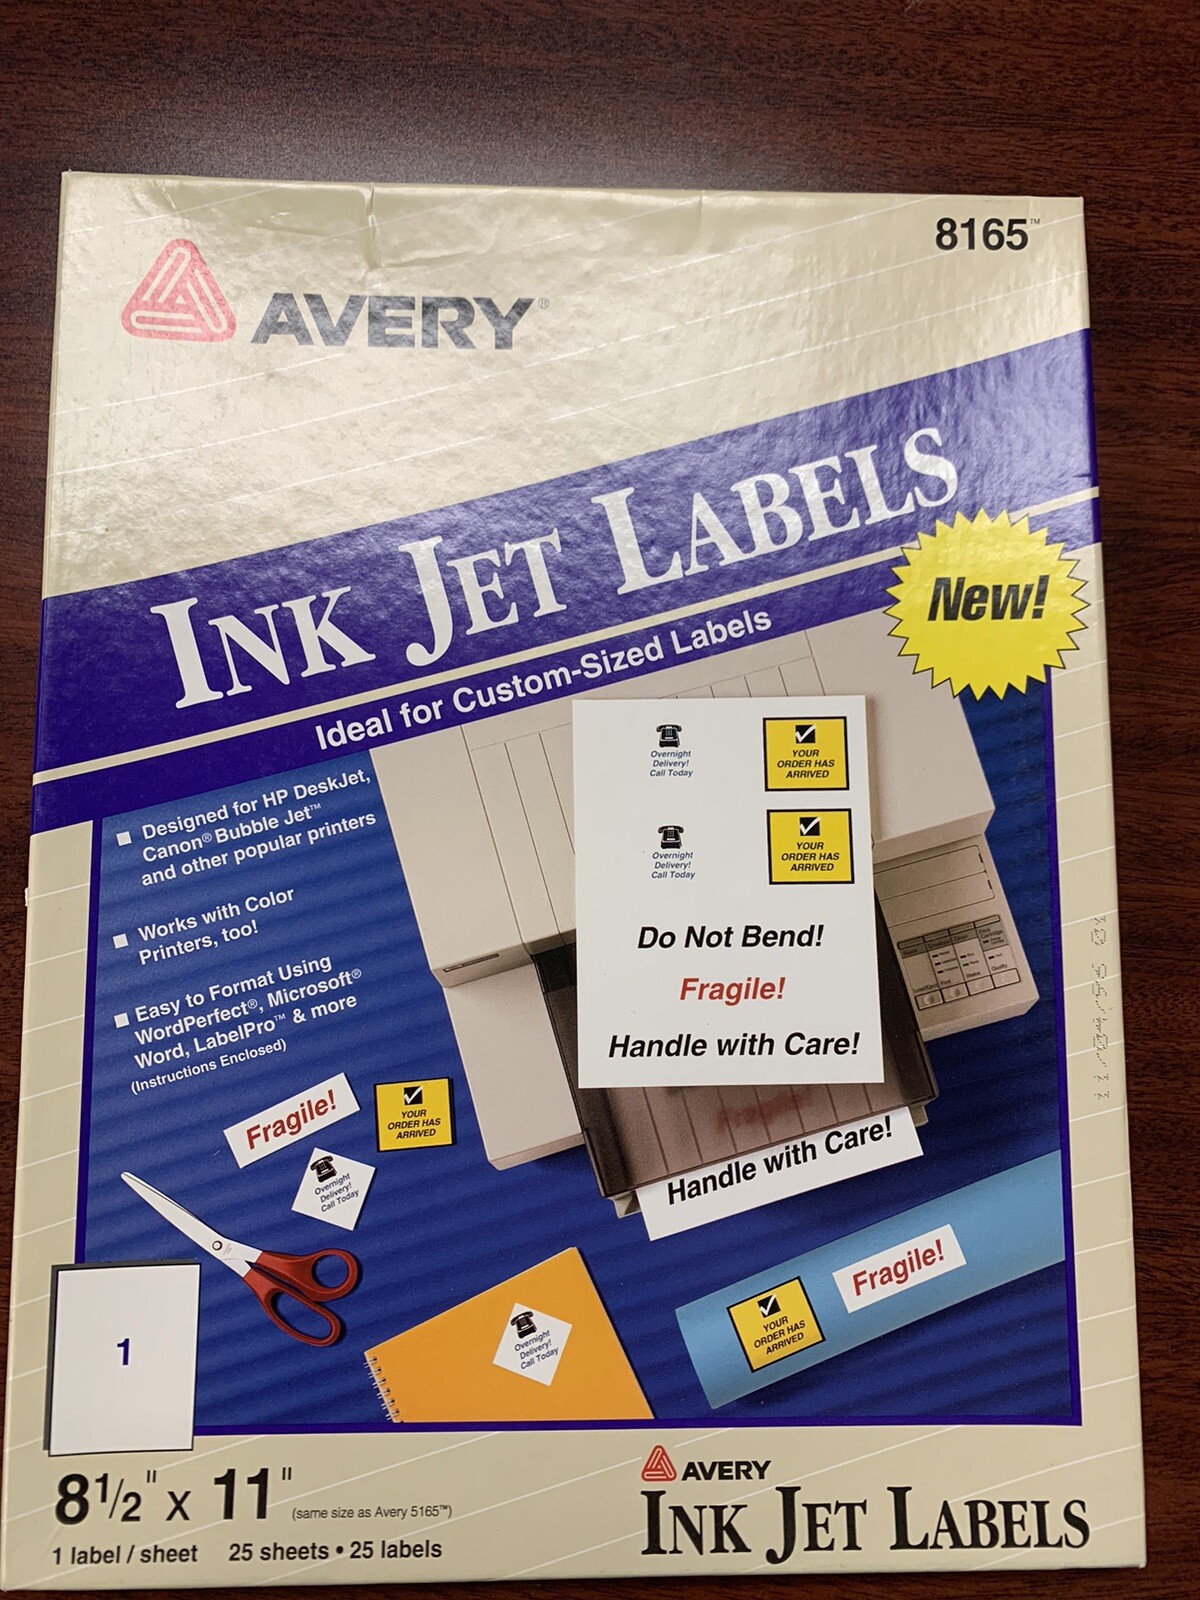 8165™
AVERY®
INK JET LABELS
New!
Ideal for Custom-Sized Labels
Designed for HP DeskJet,
Canon® Bubble Jet™
and other popular printers
Works with Color
Printers, too!
Easy to Format Using
WordPerfect®, Microsoft®
Word, LabelPro™ & more
(Instructions Enclosed)
Overnight
Delivery!
Call Today
YOUR
ORDER HAS
ARRIVED
Overnight
Delivery!
Call Today
YOUR
ORDER HAS
ARRIVED
Do Not Bend!
Fragile!
Handle with Care!
Fragile!
Handle with Care!
Fragile!
YOUR
ORDER HAS
ARRIVED
Overnight
Delivery!
Call Today
Overnight
Delivery!
Call Today
YOUR
ORDER HAS
ARRIVED
Fragile!
1
8 1/2" x 11"
(same size as Avery 5165™)
1 label / sheet 25 sheets • 25 labels
AVERY
INK JET LABELS